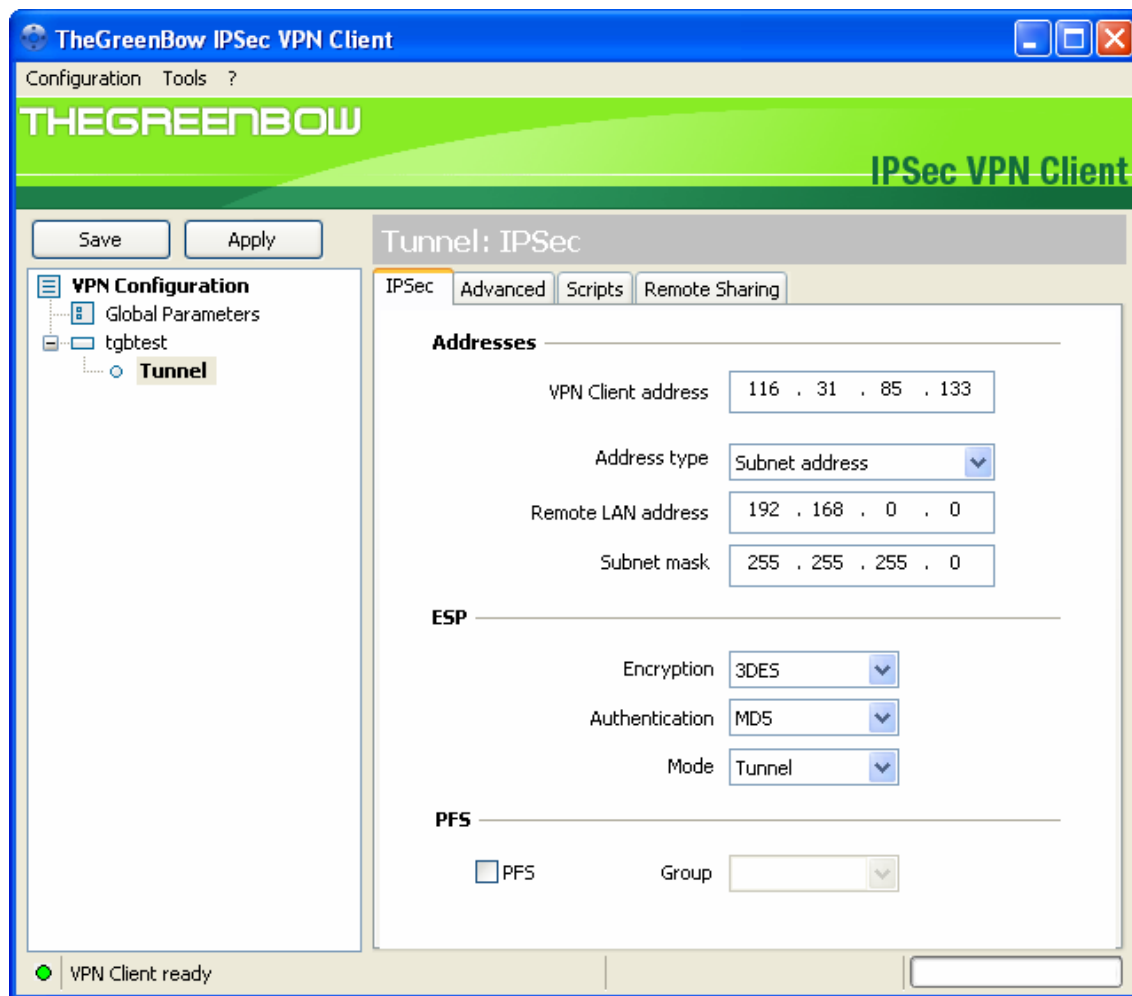 TheGreenBow IPSec VPN Client
Configuration Tools ?
THEGREENBOW
IPSec VPN Client
Save Apply
Tunnel: IPSec
VPN Configuration
Global Parameters
tgbtest
Tunnel
IPSec Advanced Scripts Remote Sharing
Addresses
VPN Client address 116 . 31 . 85 . 133
Address type Subnet address
Remote LAN address 192 . 168 . 0 . 0
Subnet mask 255 . 255 . 255 . 0
ESP
Encryption 3DES
Authentication MD5
Mode Tunnel
PFS
PFS Group
VPN Client ready